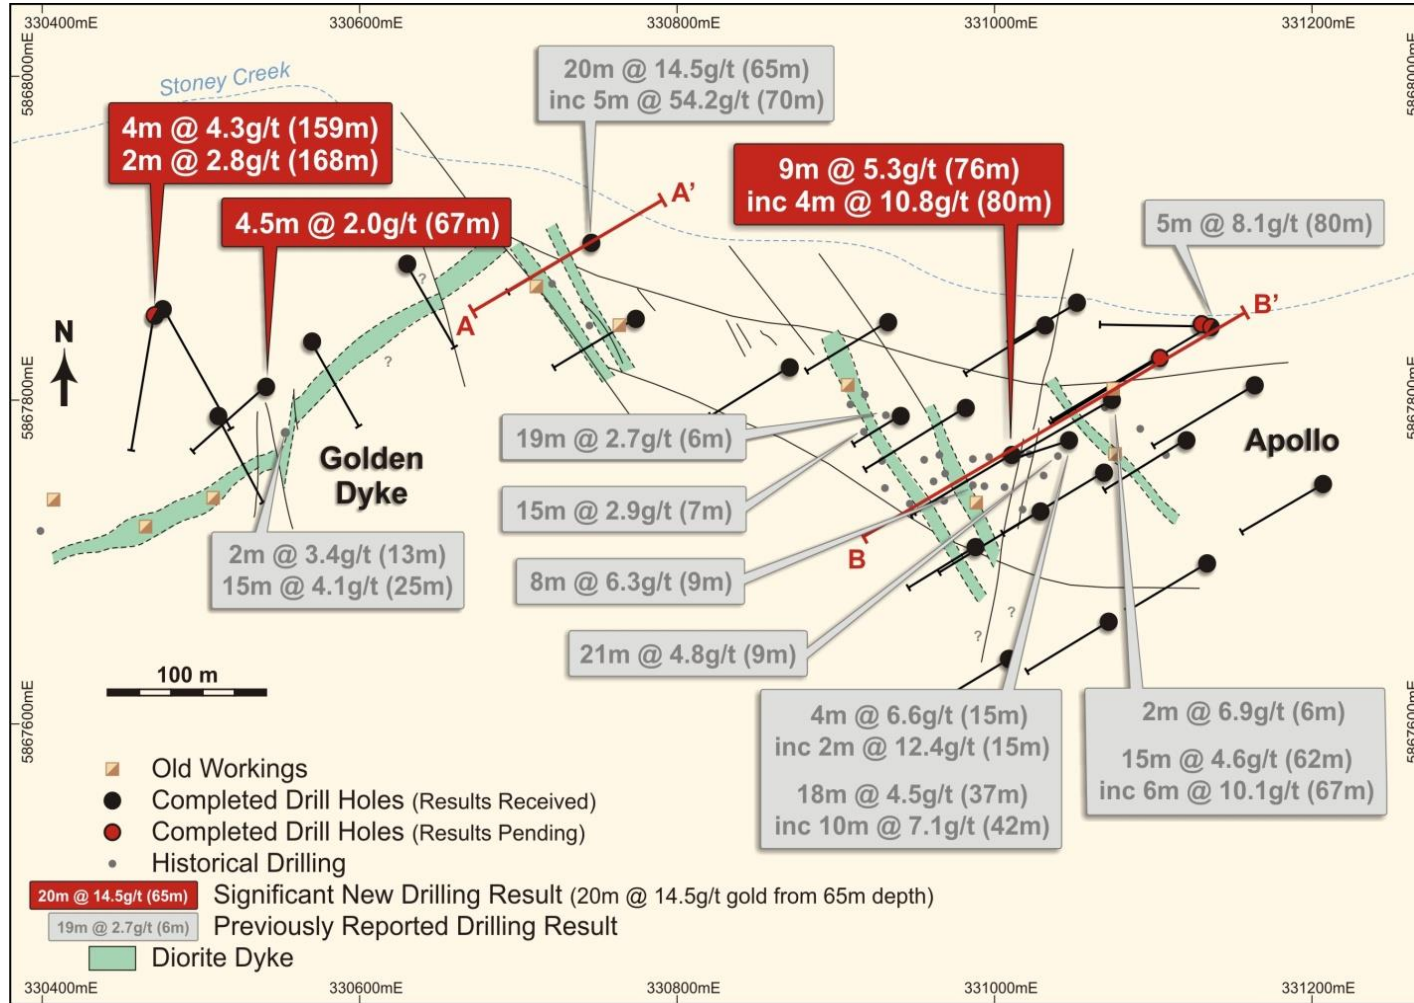 330400mE
330600mE
330800mE
331000mE
331200mE
5868000mE
5868000mE
Stoney Creek
20m @ 14.5g/t (65m)
inc 5m @ 54.2g/t (70m)
4m @ 4.3g/t (159m)
2m @ 2.8g/t (168m)
9m @ 5.3g/t (76m)
inc 4m @ 10.8g/t (80m)
A'
4.5m @ 2.0g/t (67m)
5m @ 8.1g/t (80m)
?
A
B'
N
?
5867800mE
5867800mE
19m @ 2.7g/t (6m)
Apollo
Golden
Dyke
15m @ 2.9g/t (7m)
2m @ 3.4g/t (13m)
15m @ 4.1g/t (25m)
B
8m @ 6.3g/t (9m)
?
?
21m @ 4.8g/t (9m)
100 m
5867600mE
5867600mE
4m @ 6.6g/t (15m)
inc 2m @ 12.4g/t (15m)
18m @ 4.5g/t (37m)
inc 10m @ 7.1g/t (42m)
2m @ 6.9g/t (6m)
15m @ 4.6g/t (62m)
inc 6m @ 10.1g/t (67m)
Old Workings
Completed Drill Holes (Results Received)
Completed Drill Holes (Results Pending)
Historical Drilling
20m @ 14.5g/t (65m) Significant New Drilling Result (20m @ 14.5g/t gold from 65m depth)
19m @ 2.7g/t (6m) Previously Reported Drilling Result
Diorite Dyke
330400mE
330600mE
330800mE
331000mE
331200mE